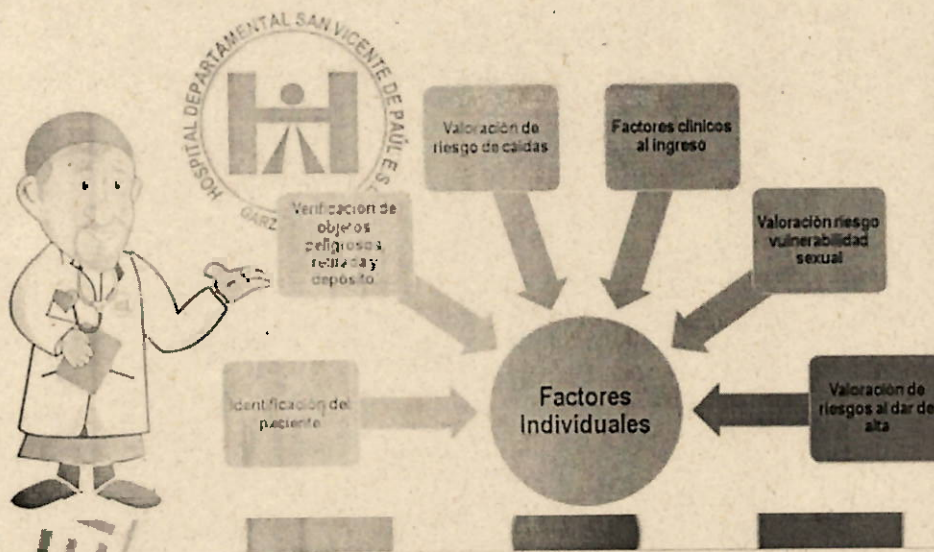 HOSPITAL DEPARTAMENTAL SAN VICENTE DE PAÚL E.S.
GARZ
Identificación del
paciente
Verificación de
objetos
peligrosos,
retirada y
depósito.
Valoración de
riesgo de caídas
Factores clínicos
al ingreso
Valoración riesgo
vulnerabilidad
sexual
Valoración de
riesgos al dar de
alta
Factores
Individuales